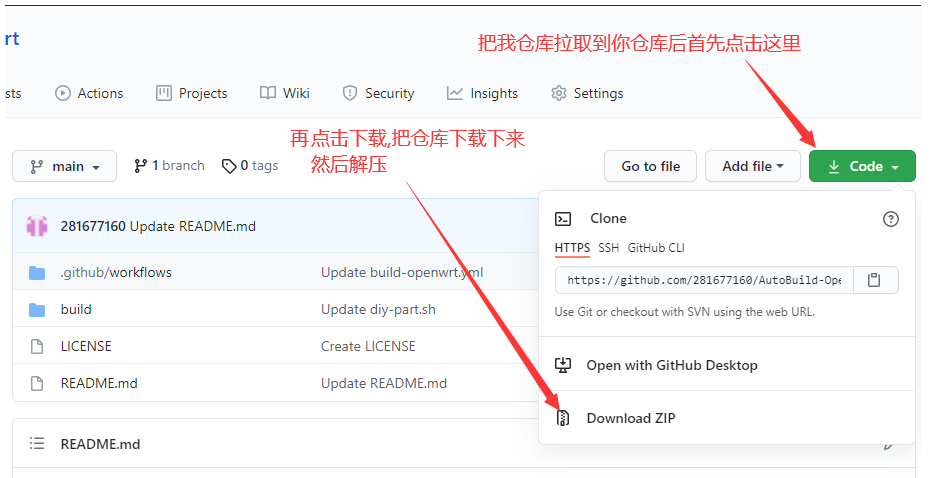 rt
把我仓库拉取到你仓库后首先点击这里
sts Actions Projects Wiki Security Insights Settings
再点击下载,把仓库下载下来
然后解压
main 1 branch 0 tags Go to file Add file Code
281677160 Update README.md
Clone
HTTPS SSH GitHub CLI
.github/workflows Update build-openwrt.yml
https://github.com/281677160/AutoBuild-Ope
build Update diy-part.sh
Use Git or checkout with SVN using the web URL.
LICENSE Create LICENSE
Open with GitHub Desktop
README.md Update README.md
Download ZIP
README.md